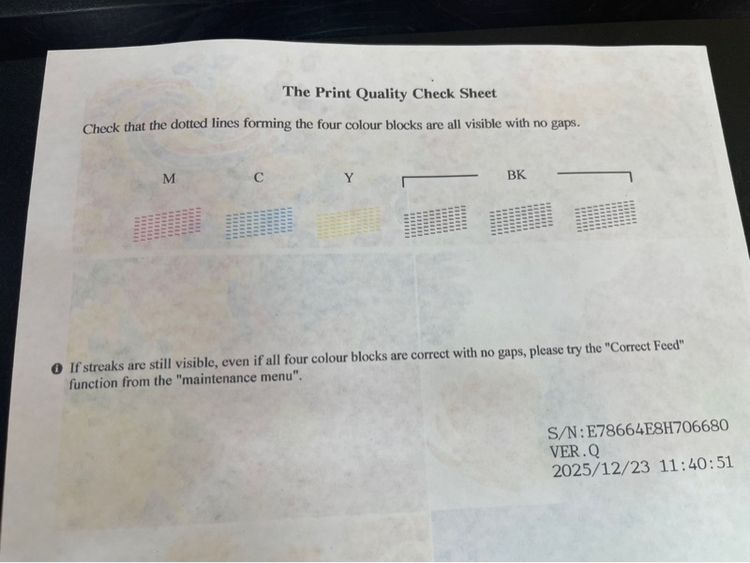 The Print Quality Check Sheet
Check that the dotted lines forming the four colour blocks are all visible with no gaps.
M C Y BK
If streaks are still visible, even if all four colour blocks are correct with no gaps, please try the "Correct Feed"
function from the "maintenance menu".
S/N:E78664E8H706680
VER.Q
2025/12/23 11:40:51